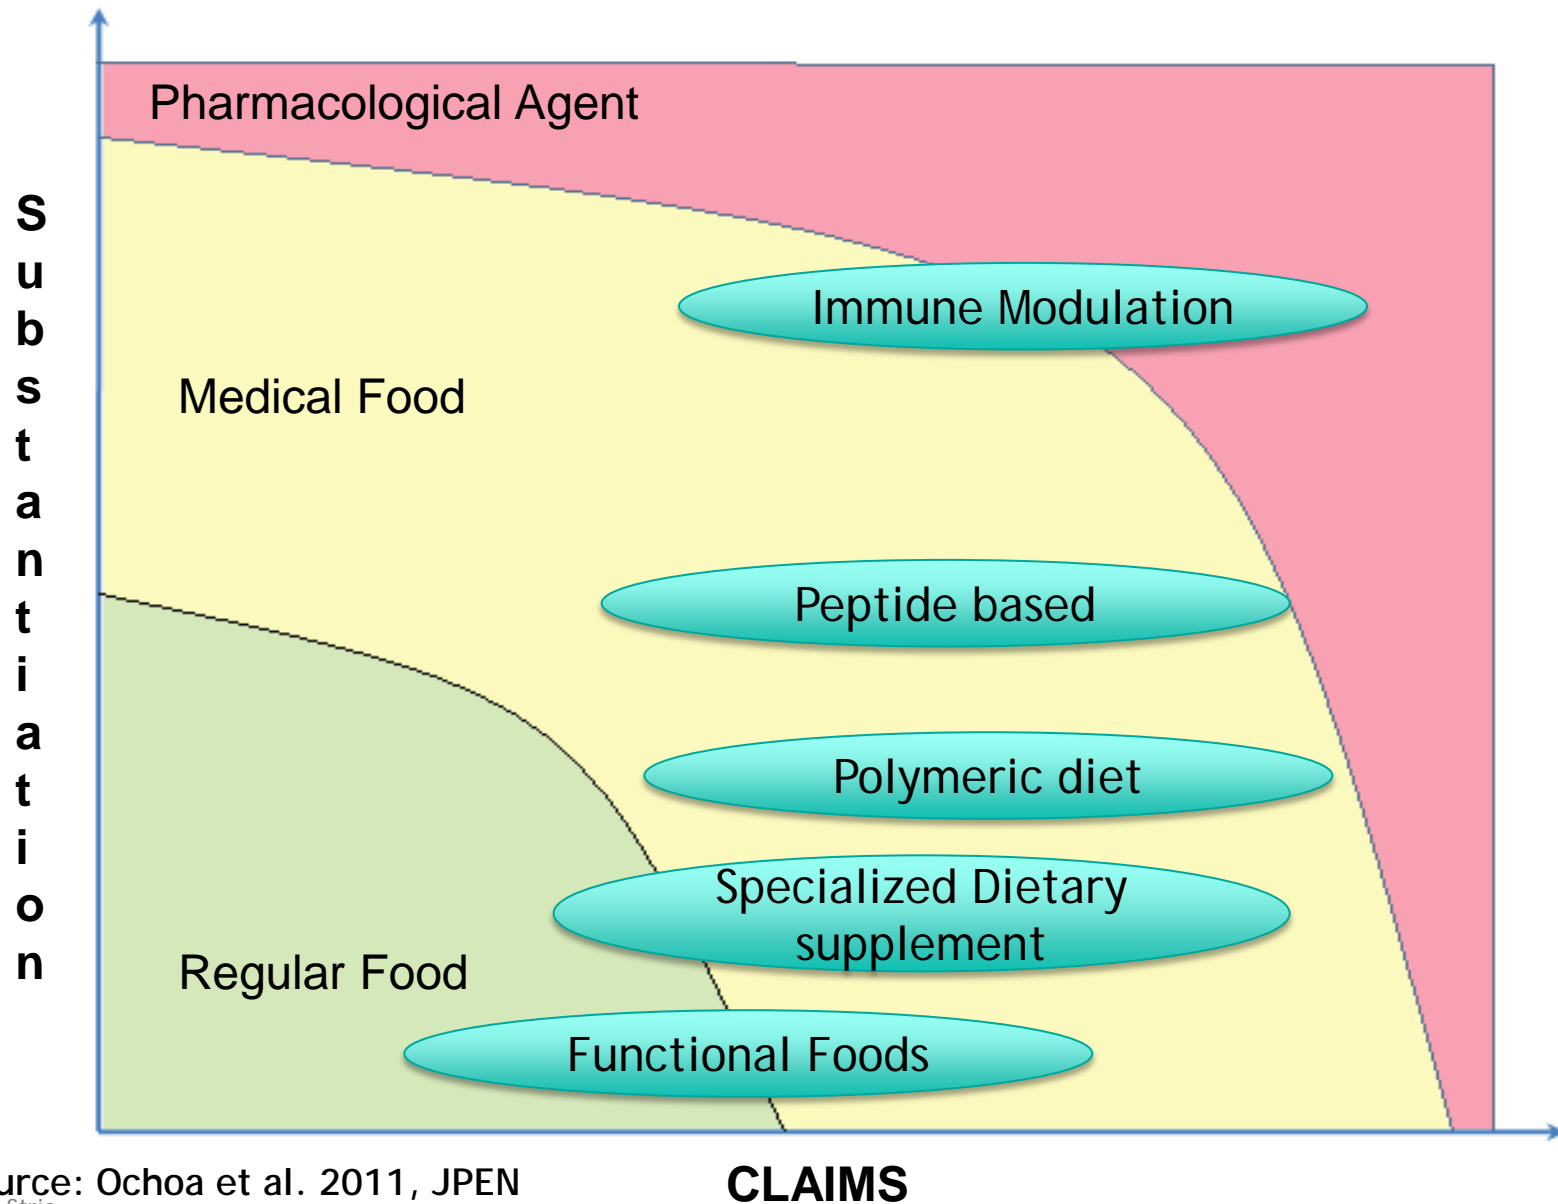 Pharmacological Agent
Substantiation
Immune Modulation
Medical Food
Peptide based
Polymeric diet
Specialized Dietary
supplement
Regular Food
Functional Foods
urce: Ochoa et al. 2011, JPEN
CLAIMS